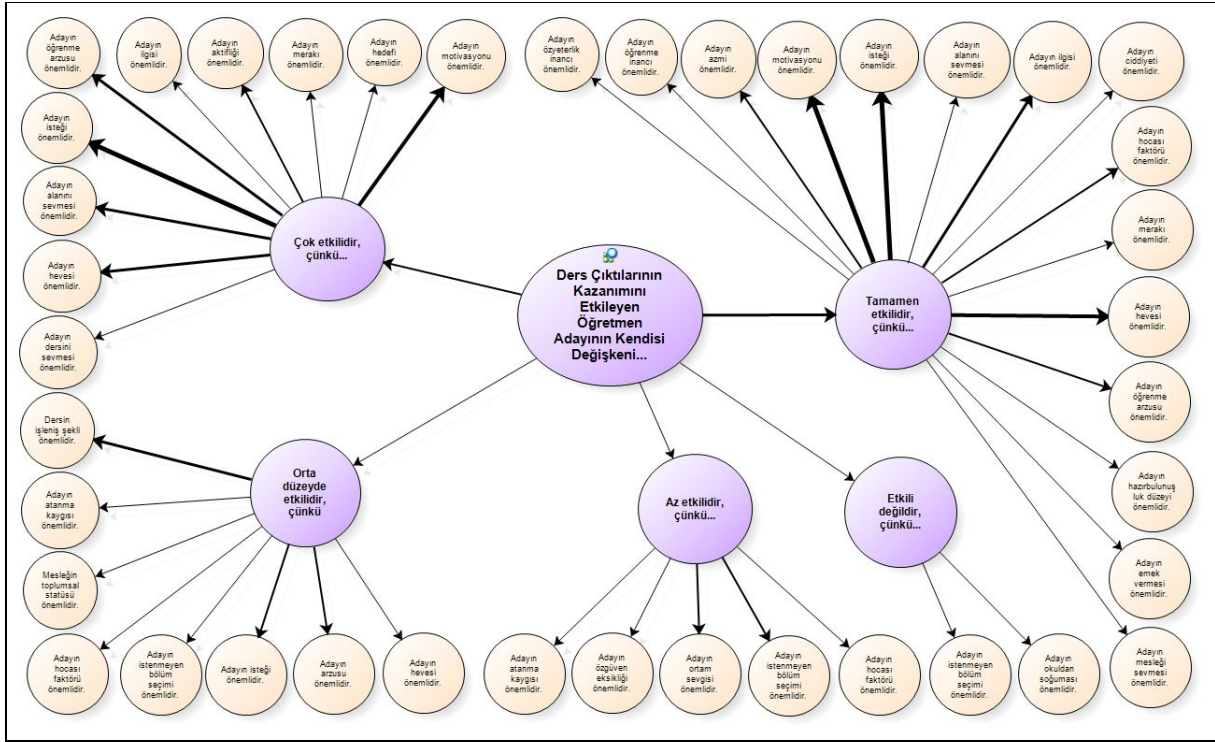 Adayın
öğrenme
arzusu
önemlidir.
Adayın
ilgisi
önemlidir.
Adayın
aktifliği
önemlidir.
Adayın
merakı
önemlidir.
Adayın
hedefi
önemlidir.
Adayın
motivasyonu
önemlidir.
Adayın
isteği
önemlidir.
Adayın
alanını
sevmesi
önemlidir.
Adayın
hevesi
önemlidir.
Adayın
dersini
sevmesi
önemlidir.
Çok etkilidir,
çünkü...
Adayın
özyeterlik
inancı
önemlidir.
Adayın
öğrenme
inancı
önemlidir.
Adayın
azmi
önemlidir.
Adayın
motivasyonu
önemlidir.
Adayın
isteği
önemlidir.
Adayın
alanını
sevmesi
önemlidir.
Adayın ilgisi
önemlidir.
Adayın
ciddiyeti
önemlidir.
Adayın
hocası
faktörü
önemlidir.
Adayın
merakı
önemlidir.
Adayın
hevesi
önemlidir.
Adayın
öğrenme
arzusu
önemlidir.
Adayın
hazırbulunuş
luk düzeyi
önemlidir.
Adayın
emek
vermesi
önemlidir.
Adayın
mesleği
sevmesi
önemlidir.
Tamamen
etkilidir,
çünkü...
Ders Çıktılarının
Kazanımını
Etkileyen
Öğretmen
Adayının Kendisi
Değişkeni...
Orta
düzeyde
etkilidir,
çünkü
Dersin
işleniş şekli
önemlidir.
Adayın
atanma
kaygısı
önemlidir.
Mesleğin
toplumsal
statüsü
önemlidir.
Adayın
hocası
faktörü
önemlidir.
Adayın
istenmeyen
bölüm
seçimi
önemlidir.
Adayın isteği
önemlidir.
Adayın
arzusu
önemlidir.
Adayın
hevesi
önemlidir.
Az etkilidir,
çünkü...
Adayın
atanma
kaygısı
önemlidir.
Adayın
özgüven
eksikliği
önemlidir.
Adayın
ortam
sevgisi
önemlidir.
Adayın
istenmeyen
bölüm
seçimi
önemlidir.
Adayın
hocası
faktörü
önemlidir.
Etkili
değildir,
çünkü...
Adayın
istenmeyen
bölüm
seçimi
önemlidir.
Adayın
okuldan
soğuması
önemlidir.